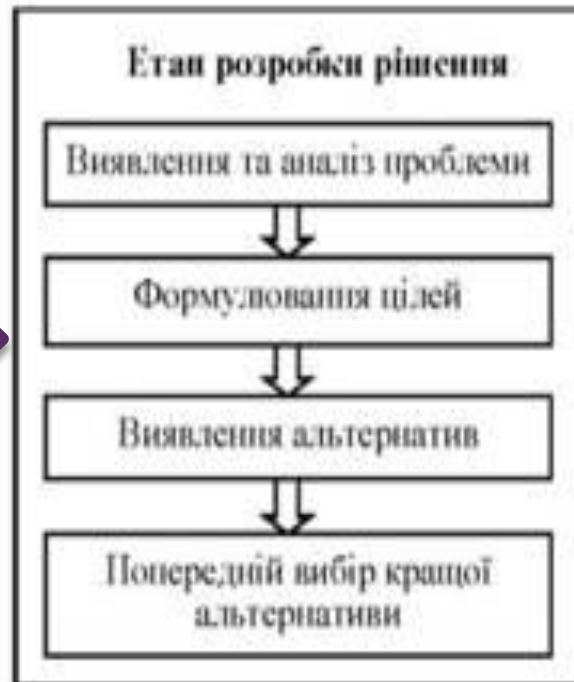 Етап розробки рішення
Виявлення та аналіз проблеми
Формулювання цілей
Виявлення альтернатив
Попередній вибір кращої
альтернативи